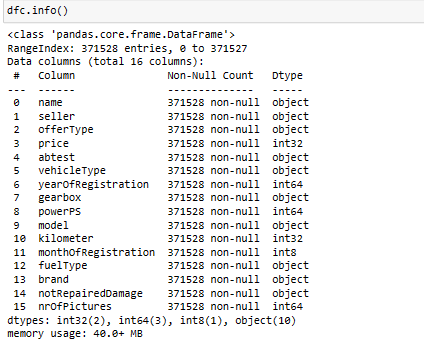 dfc.info()
<class 'pandas.core.frame.DataFrame'>
RangeIndex: 371528 entries, 0 to 371527
Data columns (total 16 columns):
 #   Column               Non-Null Count   Dtype
---  ------               --------------   -----
 0   name                 371528 non-null  object
 1   seller               371528 non-null  object
 2   offerType            371528 non-null  object
 3   price                371528 non-null  int32
 4   abtest               371528 non-null  object
 5   vehicleType          371528 non-null  object
 6   yearOfRegistration   371528 non-null  int64
 7   gearbox              371528 non-null  object
 8   powerPS              371528 non-null  int64
 9   model                371528 non-null  object
 10  kilometer            371528 non-null  int32
 11  monthOfRegistration  371528 non-null  int8
 12  fuelType             371528 non-null  object
 13  brand                371528 non-null  object
 14  notRepairedDamage    371528 non-null  object
 15  nrOfPictures         371528 non-null  int64
dtypes: int32(2), int64(3), int8(1), object(10)
memory usage: 40.0+ MB